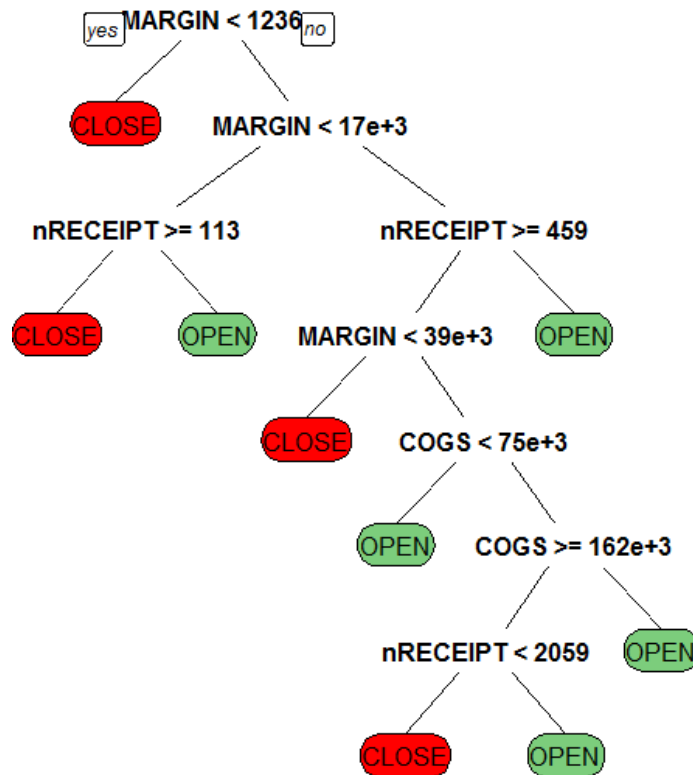 yes MARGIN < 1236 no
CLOSE MARGIN < 17e+3
nRECEIPT >= 113 nRECEIPT >= 459
CLOSE OPEN MARGIN < 39e+3 OPEN
CLOSE COGS < 75e+3
OPEN COGS >= 162e+3
nRECEIPT < 2059 OPEN
CLOSE OPEN